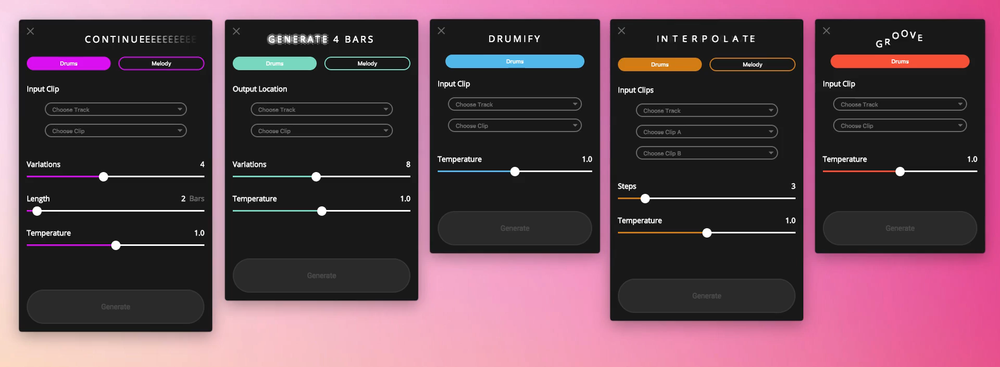 CONTINUEEEEEEEEE
Drums Melody
Input Clip
Choose Track
Choose Clip
Variations 4
Length 2 Bars
Temperature 1.0
Generate
GENERATE 4 BARS
Drums Melody
Output Location
Choose Track
Choose Clip
Variations 8
Temperature 1.0
Generate
DRUMIFY
Drums
Input Clip
Choose Track
Choose Clip
Temperature 1.0
Generate
INTERPOLATE
Drums Melody
Input Clips
Choose Track
Choose Clip A
Choose Clip B
Steps 3
Temperature 1.0
Generate
GROOVE
Drums
Input Clip
Choose Track
Choose Clip
Temperature 1.0
Generate